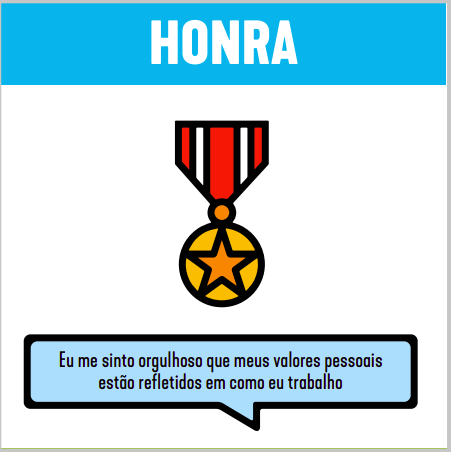 HONRA
Eu me sinto orgulhoso que meus valores pessoais
estão refletidos em como eu trabalho